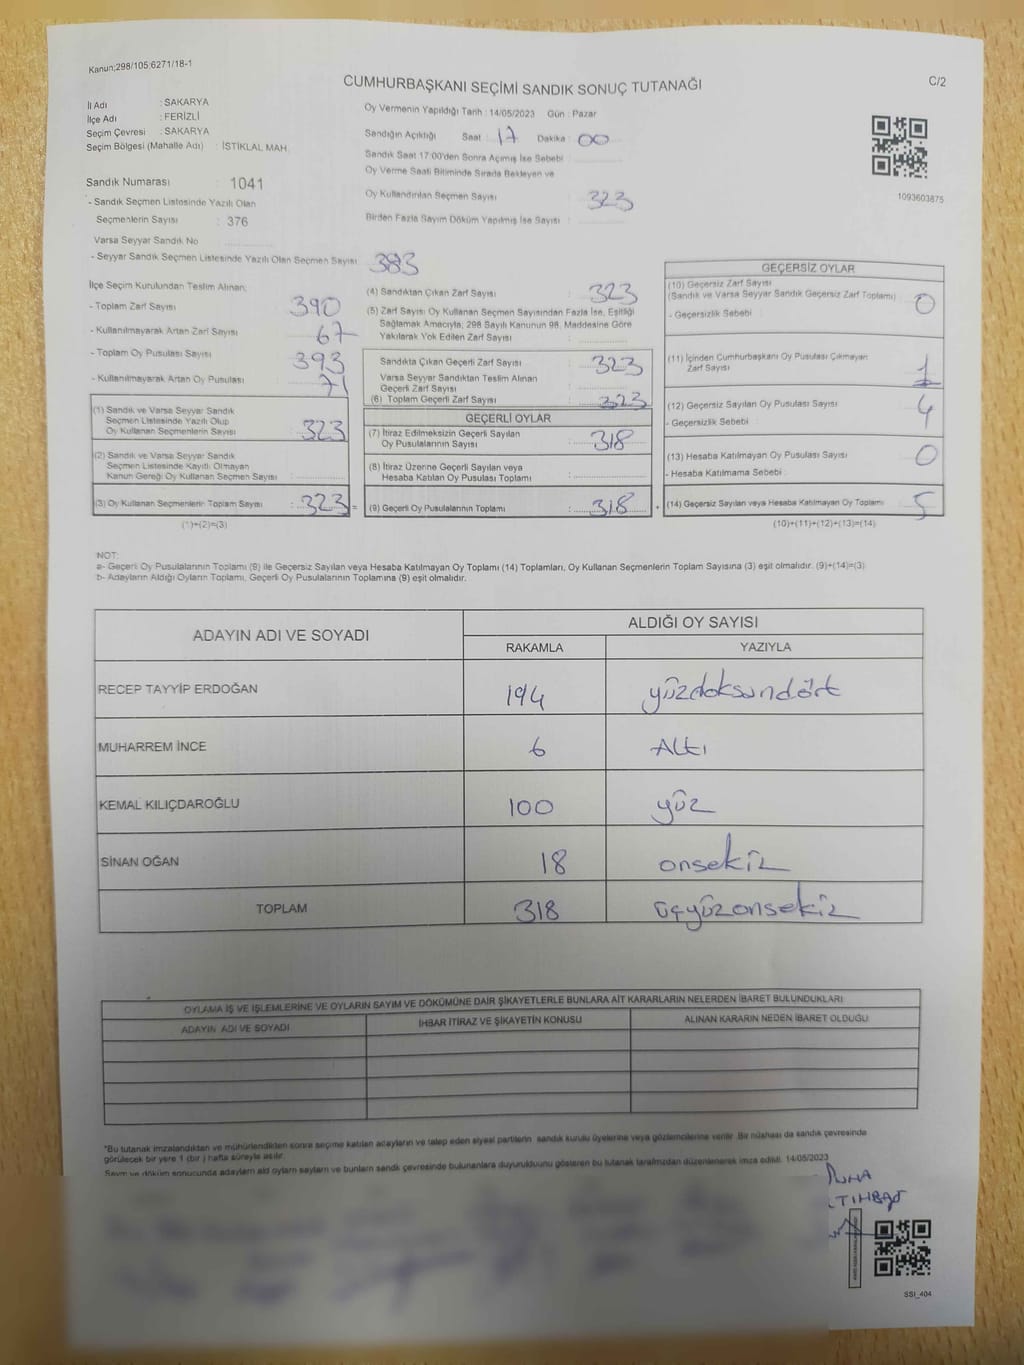 Kanun;298/105;6271/18-1
CUMHURBAŞKANI SEÇİMİ SANDIK SONUÇ TUTANAĞI
C/2
İl Adı : SAKARYA
İlçe Adı : FERİZLİ
Seçim Çevresi : SAKARYA
Seçim Bölgesi (Mahalle Adı) : İSTİKLAL MAH.
Sandık Numarası : 1041
- Sandık Seçmen Listesinde Yazılı Olan
Seçmenlerin Sayısı : 376
Varsa Seyyar Sandık No
- Seyyar Sandık Seçmen Listesinde Yazılı Olan Seçmen Sayısı 383
Oy Vermenin Yapıldığı Tarih : 14/05/2023 Gün : Pazar
Sandığın Açıldığı Saat : 17 Dakika : 00
Sandık Saat 17:00'den Sonra Açılmış İse Sebebi :
Oy Verme Saati Bitiminde Sırada Bekleyen ve
Oy Kullandırılan Seçmen Sayısı : 323
Birden Fazla Sayım Döküm Yapılmış İse Sayısı :
1093603875
İlçe Seçim Kurulundan Teslim Alınan;
- Toplam Zarf Sayısı : 390
- Kullanılmayarak Artan Zarf Sayısı : 67
- Toplam Oy Pusulası Sayısı : 393
- Kullanılmayarak Artan Oy Pusulası : 71
(1) Sandık ve Varsa Seyyar Sandık
Seçmen Listesinde Yazılı Olup
Oy Kullanan Seçmenlerin Sayısı : 323
(2) Sandık ve Varsa Seyyar Sandık
Seçmen Listesinde Kayıtlı Olmayan
Kanun Gereği Oy Kullanan Seçmen Sayısı :
(3) Oy Kullanan Seçmenlerin Toplam Sayısı : 323 =
(1)+(2)=(3)
(4) Sandıktan Çıkan Zarf Sayısı : 323
(5) Zarf Sayısı Oy Kullanan Seçmen Sayısından Fazla İse, Eşitliği
Sağlamak Amacıyla; 298 Sayılı Kanunun 98. Maddesine Göre
Yakılarak Yok Edilen Zarf Sayısı :
Sandıkta Çıkan Geçerli Zarf Sayısı : 323
Varsa Seyyar Sandıktan Teslim Alınan
Geçerli Zarf Sayısı :
(6) Toplam Geçerli Zarf Sayısı : 323
GEÇERLİ OYLAR
(7) İtiraz Edilmeksizin Geçerli Sayılan
Oy Pusulalarının Sayısı : 318
(8) İtiraz Üzerine Geçerli Sayılan veya
Hesaba Katılan Oy Pusulası Toplamı :
(9) Geçerli Oy Pusulalarının Toplamı : 318 +
GEÇERSİZ OYLAR
(10) Geçersiz Zarf Sayısı
(Sandık ve Varsa Seyyar Sandık Geçersiz Zarf Toplamı) 0
- Geçersizlik Sebebi :
(11) İçinden Cumhurbaşkanı Oy Pusulası Çıkmayan
Zarf Sayısı : 1
(12) Geçersiz Sayılan Oy Pusulası Sayısı : 4
- Geçersizlik Sebebi :
(13) Hesaba Katılmayan Oy Pusulası Sayısı : 0
- Hesaba Katılmama Sebebi :
(14) Geçersiz Sayılan veya Hesaba Katılmayan Oy Toplamı : 5
(10)+(11)+(12)+(13)=(14)
NOT:
a- Geçerli Oy Pusulalarının Toplamı (9) ile Geçersiz Sayılan veya Hesaba Katılmayan Oy Toplamı (14) Toplamları, Oy Kullanan Seçmenlerin Toplam Sayısına (3) eşit olmalıdır. (9)+(14)=(3)
b- Adayların Aldığı Oyların Toplamı, Geçerli Oy Pusulalarının Toplamına (9) eşit olmalıdır.
ADAYIN ADI VE SOYADI
ALDIĞI OY SAYISI
RAKAMLA YAZIYLA
RECEP TAYYİP ERDOĞAN 194 yüzdoksandört
MUHARREM İNCE 6 Altı
KEMAL KILIÇDAROĞLU 100 yüz
SİNAN OĞAN 18 onsekiz
TOPLAM 318 üçyüzonsekiz
OYLAMA İŞ VE İŞLEMLERİNE VE OYLARIN SAYIM VE DÖKÜMÜNE DAİR ŞİKAYETLERLE BUNLARA AİT KARARLARIN NELERDEN İBARET BULUNDUKLARI
ADAYIN ADI VE SOYADI İHBAR İTİRAZ VE ŞİKAYETİN KONUSU ALINAN KARARIN NEDEN İBARET OLDUĞU
*Bu tutanak imzalandıktan ve mühürlendikten sonra seçime katılan adayların ve talep eden siyasi partilerin sandık kurulu üyelerine veya gözlemcilerine verilir. Bir nüshası da sandık çevresinde
görülecek bir yere 1 (bir) hafta süreyle asılır.
Sayım ve döküm sonucunda adayların aldı oyların sayılarını ve bunların sandık çevresinde bulunanlara duyurulduğunu gösteren bu tutanak tarafımızdan düzenlenerek imza edildi. 14/05/2023
SSI_404